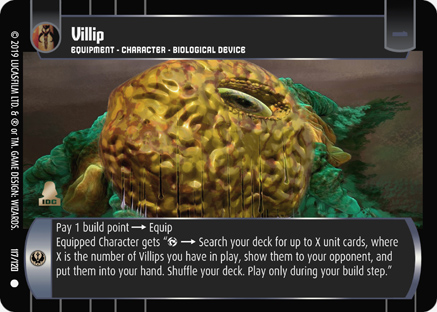 Villip
EQUIPMENT - CHARACTER - BIOLOGICAL DEVICE
© 2019 LUCASFILM LTD. & ® or TM. GAME DESIGN: WIZARDS.
IDC
117/120
Pay 1 build point → Equip
Equipped Character gets “ → Search your deck for up to X unit cards, where
X is the number of Villips you have in play, show them to your opponent, and
put them into your hand. Shuffle your deck. Play only during your build step.”